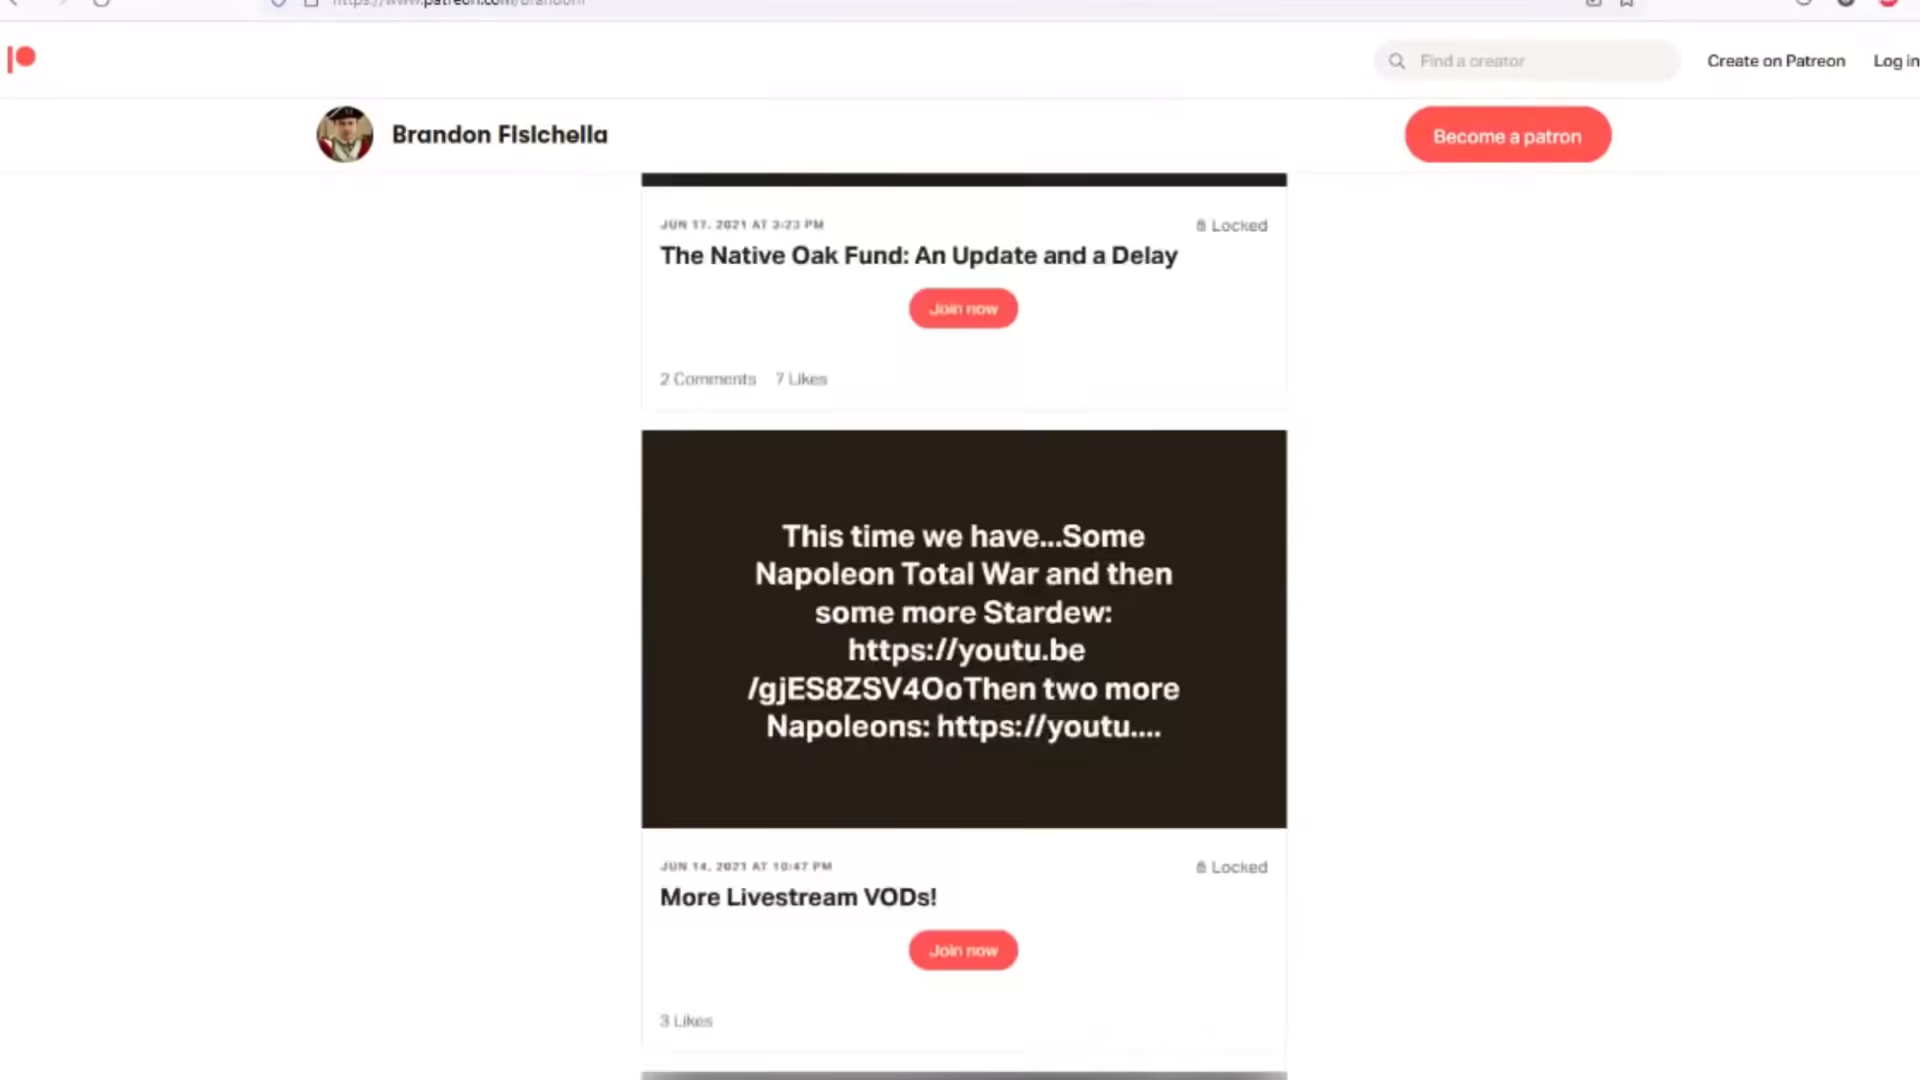 Find a creator
Create on Patreon
Log in
Brandon Fisichella
Become a patron
JUN 17, 2021 AT 3:23 PM
Locked
The Native Oak Fund: An Update and a Delay
Join now
2 Comments 7 Likes
This time we have...Some
Napoleon Total War and then
some more Stardew:
https://youtu.be
/gjES8ZSV4OoThen two more
Napoleons: https://youtu....
JUN 14, 2021 AT 10:47 PM
Locked
More Livestream VODs!
Join now
3 Likes